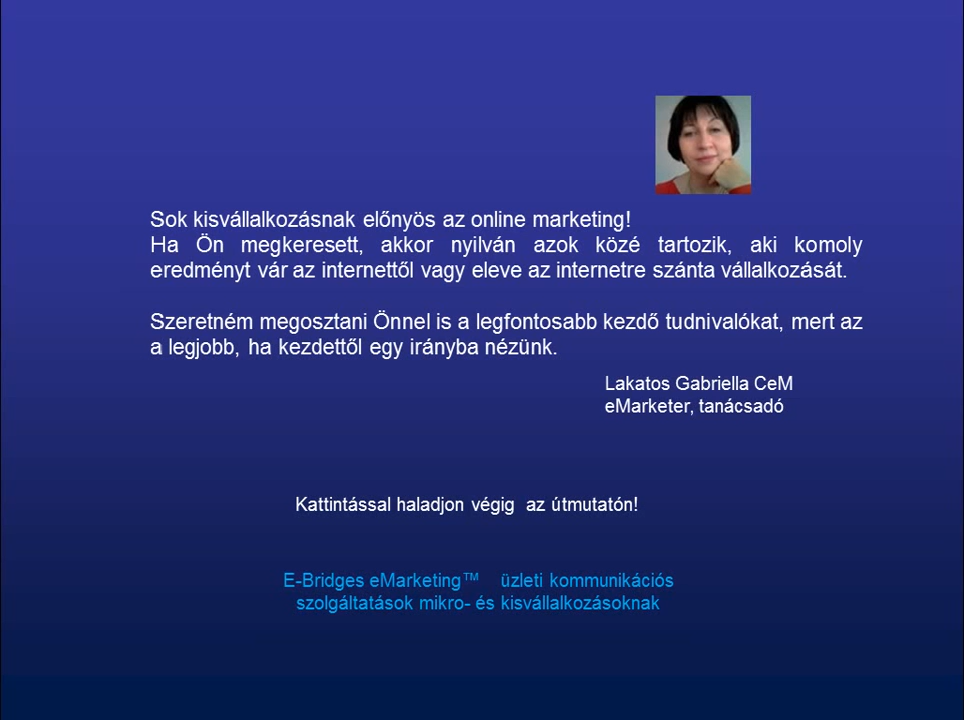 Sok kisvállalkozásnak előnyös az online marketing!
Ha Ön megkeresett, akkor nyilván azok közé tartozik, aki komoly
eredményt vár az internettől vagy eleve az internetre szánta vállalkozását.
Szeretném megosztani Önnel is a legfontosabb kezdő tudnivalókat, mert az
a legjobb, ha kezdettől egy irányba nézünk.
Lakatos Gabriella CeM
eMarketer, tanácsadó
Kattintással haladjon végig az útmutatón!
E-Bridges eMarketing™ üzleti kommunikációs
szolgáltatások mikro- és kisvállalkozásoknak